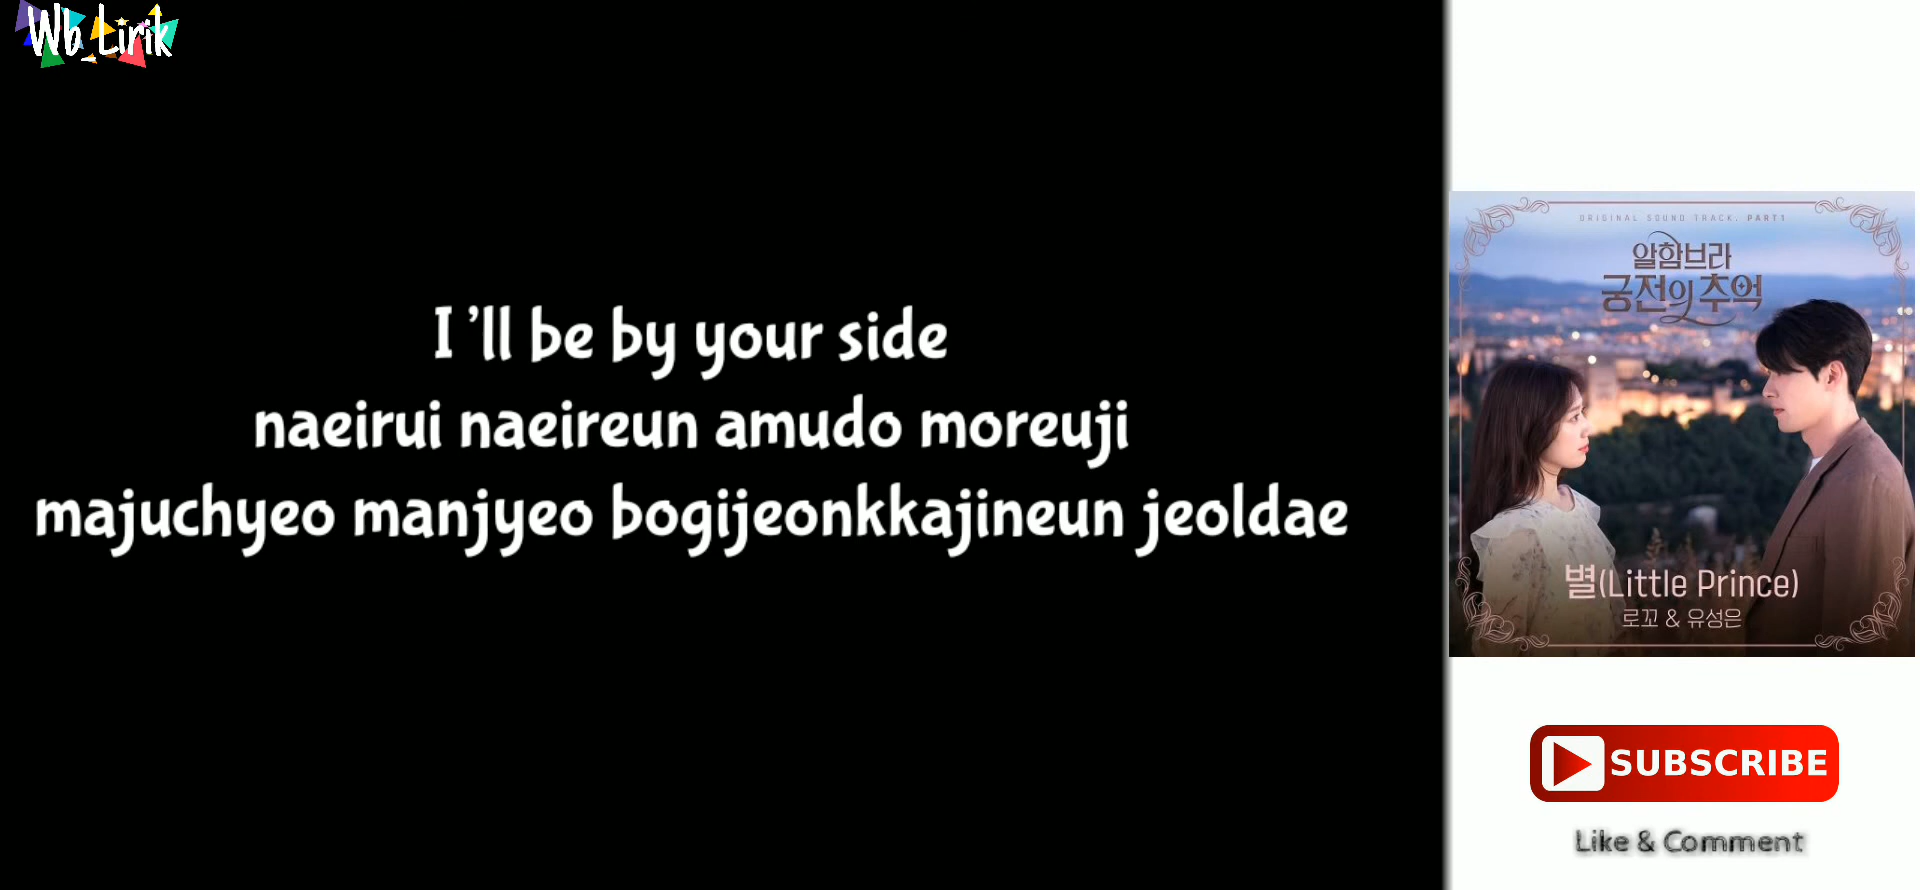 Wb Lirik
I 'll be by your side
naeirui naeireun amudo moreuji
majuchyeo manjyeo bogijeonkkajineun jeoldae
ORIGINAL SOUND TRACK. PART1
알함브라
궁전의 추억
별(Little Prince)
로꼬 & 유성은
SUBSCRIBE
Like & Comment